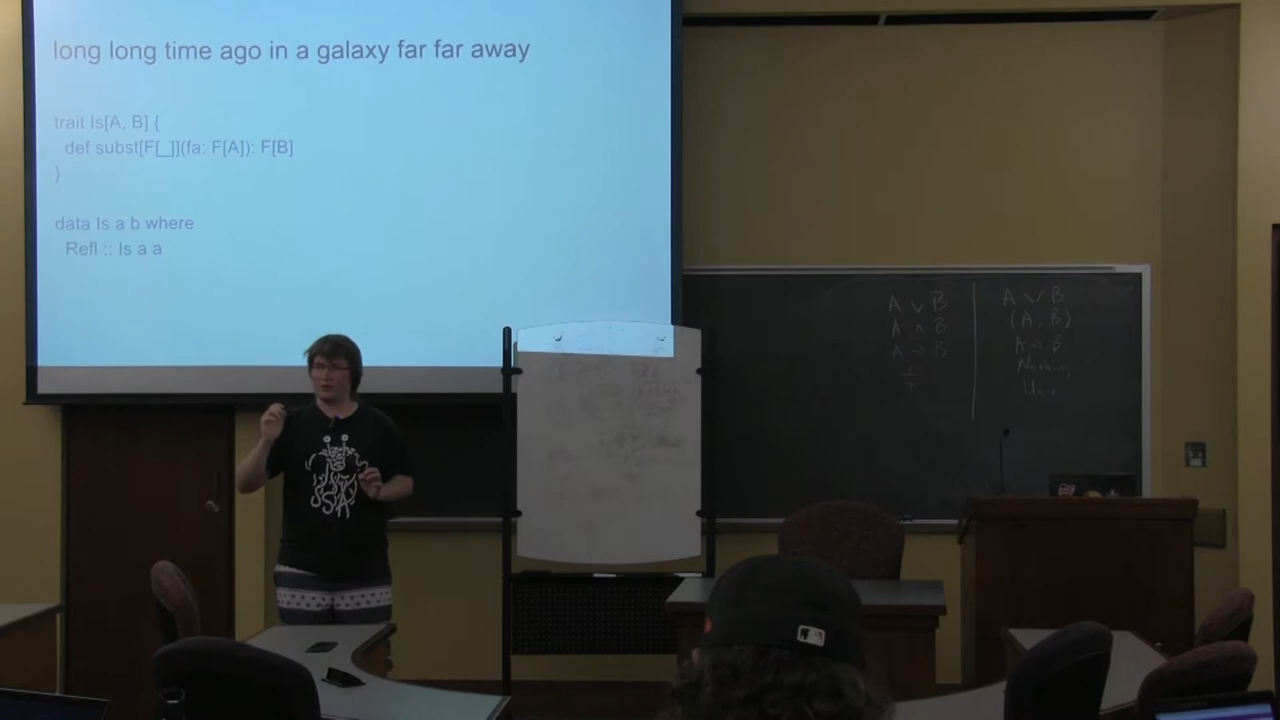 long long time ago in a galaxy far far away
trait Is[A, B] {
def subst[F[_]](fa: F[A]): F[B]
}
data Is a b where
Refl :: Is a a
A ∨ B
A ∧ B
A → B
⊥
⊤
A \/ B
(A, B)
A → B
Nothing
Unit